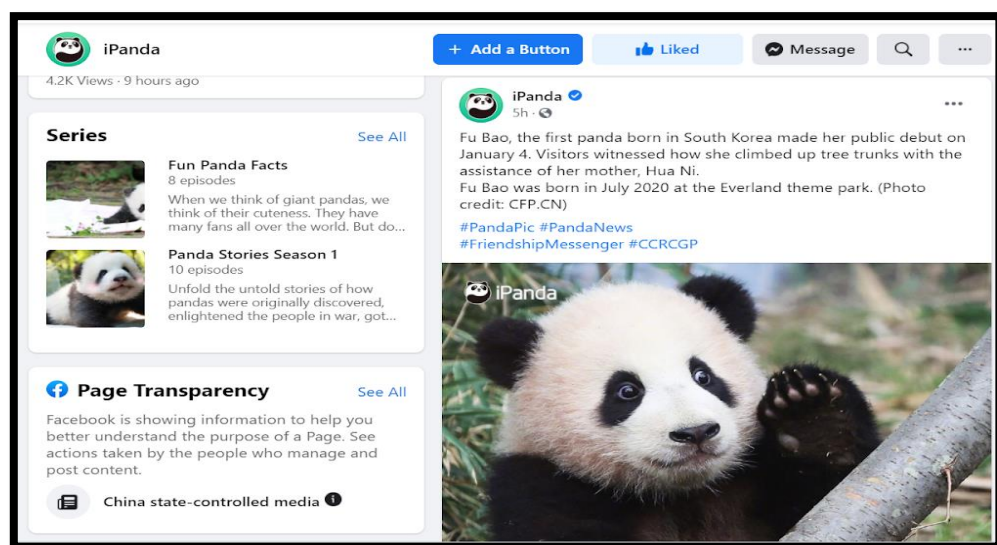 iPanda
+ Add a Button
Liked
Message
4.2K Views · 9 hours ago
Series
See All
Fun Panda Facts
8 episodes
When we think of giant pandas, we
think of their cuteness. They have
many fans all over the world. But do...
Panda Stories Season 1
10 episodes
Unfold the untold stories of how
pandas were originally discovered,
enlightened the people in war, got...
Page Transparency
See All
Facebook is showing information to help you
better understand the purpose of a Page. See
actions taken by the people who manage and
post content.
China state-controlled media
iPanda
5h ·
Fu Bao, the first panda born in South Korea made her public debut on
January 4. Visitors witnessed how she climbed up tree trunks with the
assistance of her mother, Hua Ni.
Fu Bao was born in July 2020 at the Everland theme park. (Photo
credit: CFP.CN)
#PandaPic #PandaNews
#FriendshipMessenger #CCRCGP
iPanda